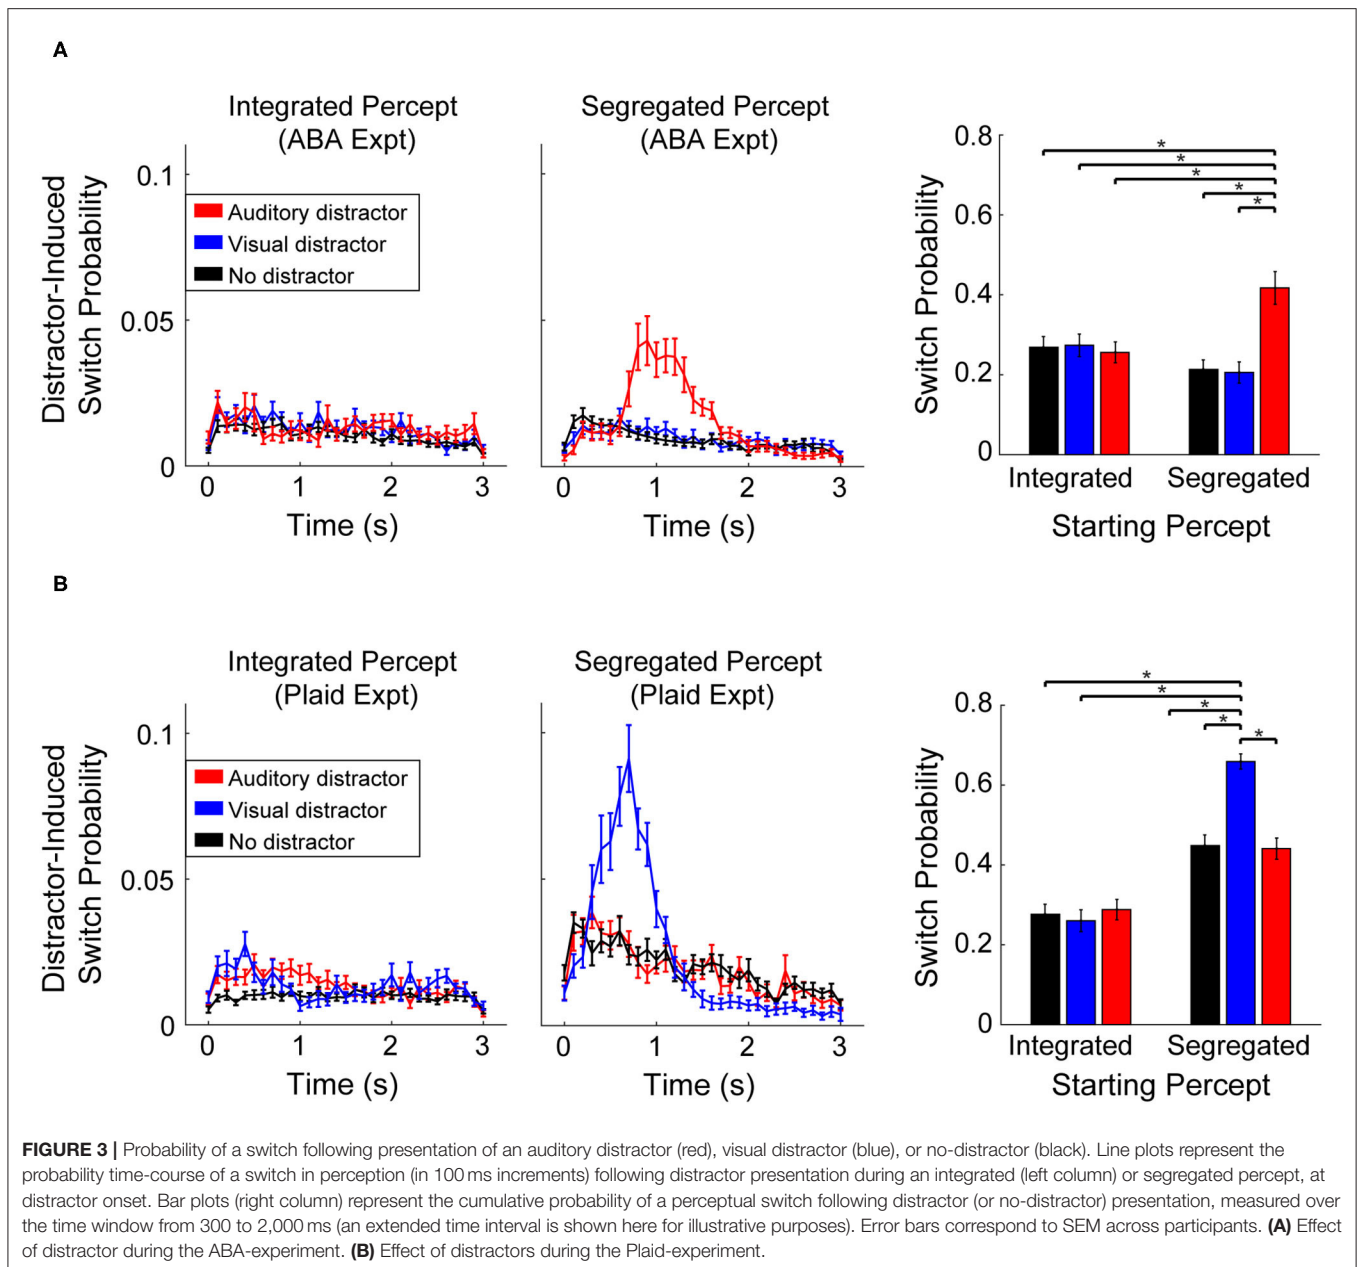 A
Integrated Percept
(ABA Expt)
Segregated Percept
(ABA Expt)
Distractor-Induced
Switch Probability
0.1
0.05
0
Auditory distractor
Visual distractor
No distractor
0 1 2 3
Time (s)
0 1 2 3
Time (s)
Switch Probability
0.8
0.6
0.4
0.2
0
*
*
*
*
*
Integrated Segregated
Starting Percept
B
Integrated Percept
(Plaid Expt)
Segregated Percept
(Plaid Expt)
Distractor-Induced
Switch Probability
0.1
0.05
0
Auditory distractor
Visual distractor
No distractor
0 1 2 3
Time (s)
0 1 2 3
Time (s)
Switch Probability
0.8
0.6
0.4
0.2
0
*
*
*
*
*
Integrated Segregated
Starting Percept
FIGURE 3 | Probability of a switch following presentation of an auditory distractor (red), visual distractor (blue), or no-distractor (black). Line plots represent the
probability time-course of a switch in perception (in 100 ms increments) following distractor presentation during an integrated (left column) or segregated percept, at
distractor onset. Bar plots (right column) represent the cumulative probability of a perceptual switch following distractor (or no-distractor) presentation, measured over
the time window from 300 to 2,000 ms (an extended time interval is shown here for illustrative purposes). Error bars correspond to SEM across participants. (A) Effect
of distractor during the ABA-experiment. (B) Effect of distractors during the Plaid-experiment.